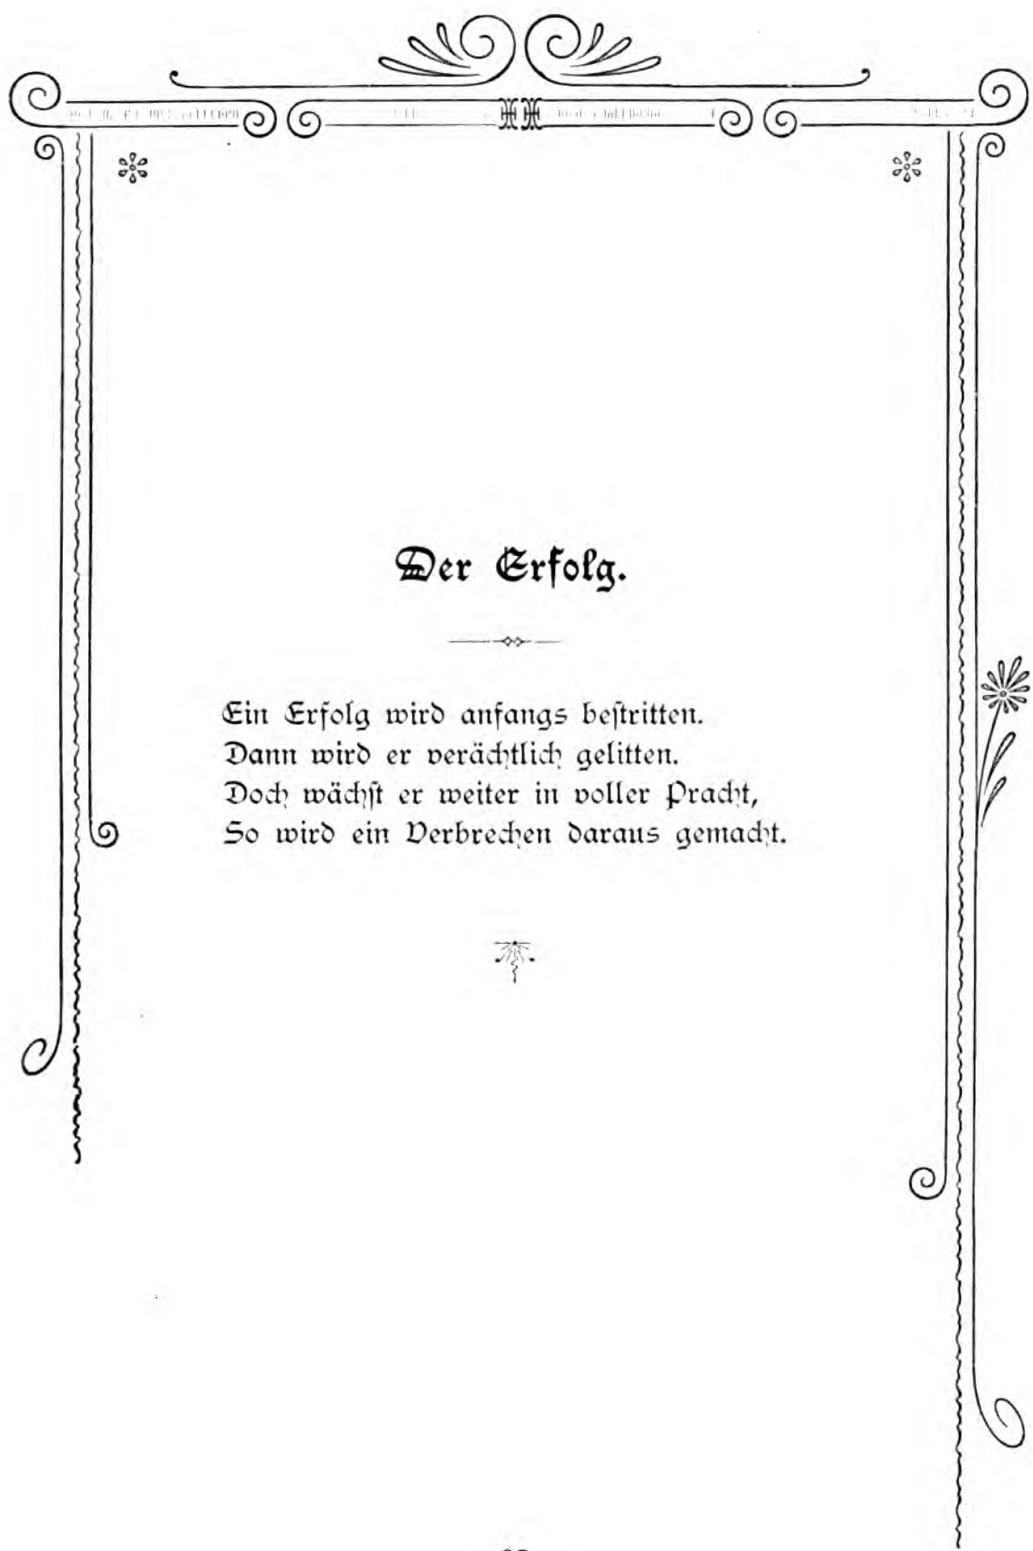 Der Erfolg.
Ein Erfolg wird anfangs beſtritten.
Dann wird er verächtlich gelitten.
Doch wächſt er weiter in voller Pracht,
So wird ein Verbrechen daraus gemacht.